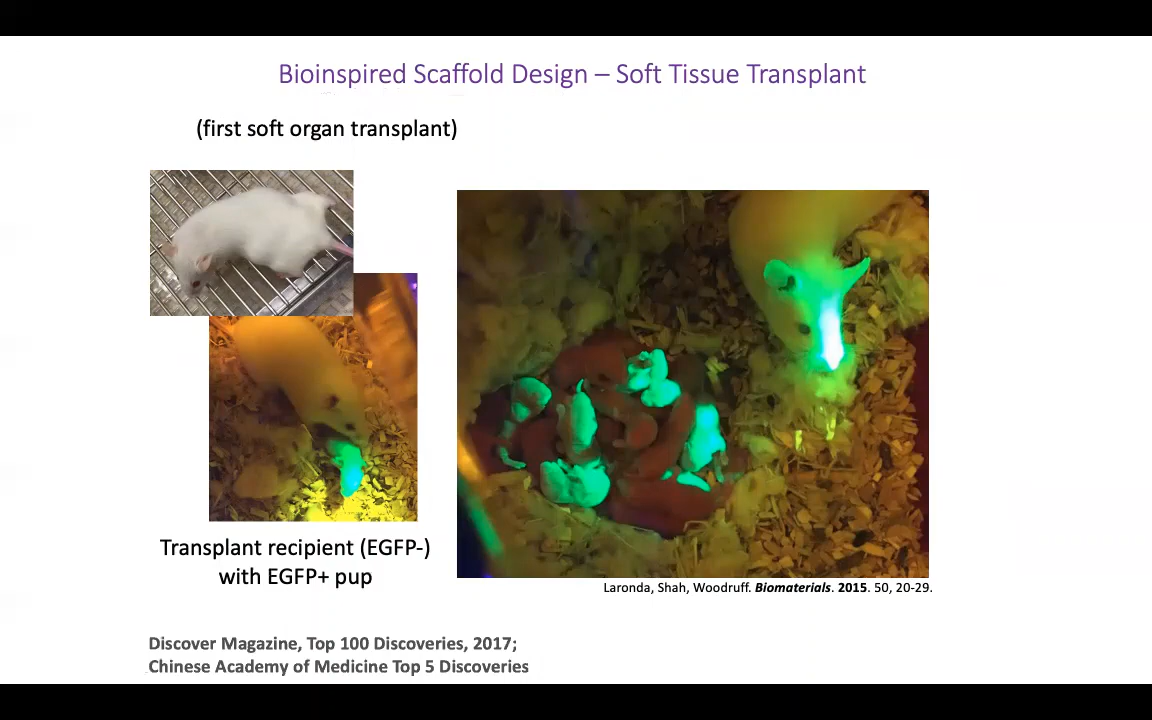 Bioinspired Scaffold Design – Soft Tissue Transplant
(first soft organ transplant)
Transplant recipient (EGFP-)
with EGFP+ pup
Laronda, Shah, Woodruff. Biomaterials. 2015. 50, 20-29.
Discover Magazine, Top 100 Discoveries, 2017;
Chinese Academy of Medicine Top 5 Discoveries